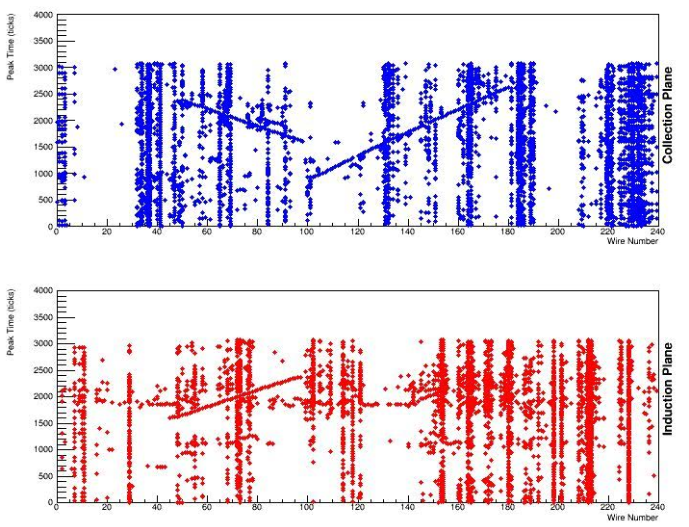 Peak Time (ticks)
4000
3500
3000
2500
2000
1500
1000
500
0
0 20 40 60 80 100 120 140 160 180 200 220 240
Wire Number
Collection Plane
Peak Time (ticks)
4000
3500
3000
2500
2000
1500
1000
500
0
0 20 40 60 80 100 120 140 160 180 200 220 240
Wire Number
Induction Plane